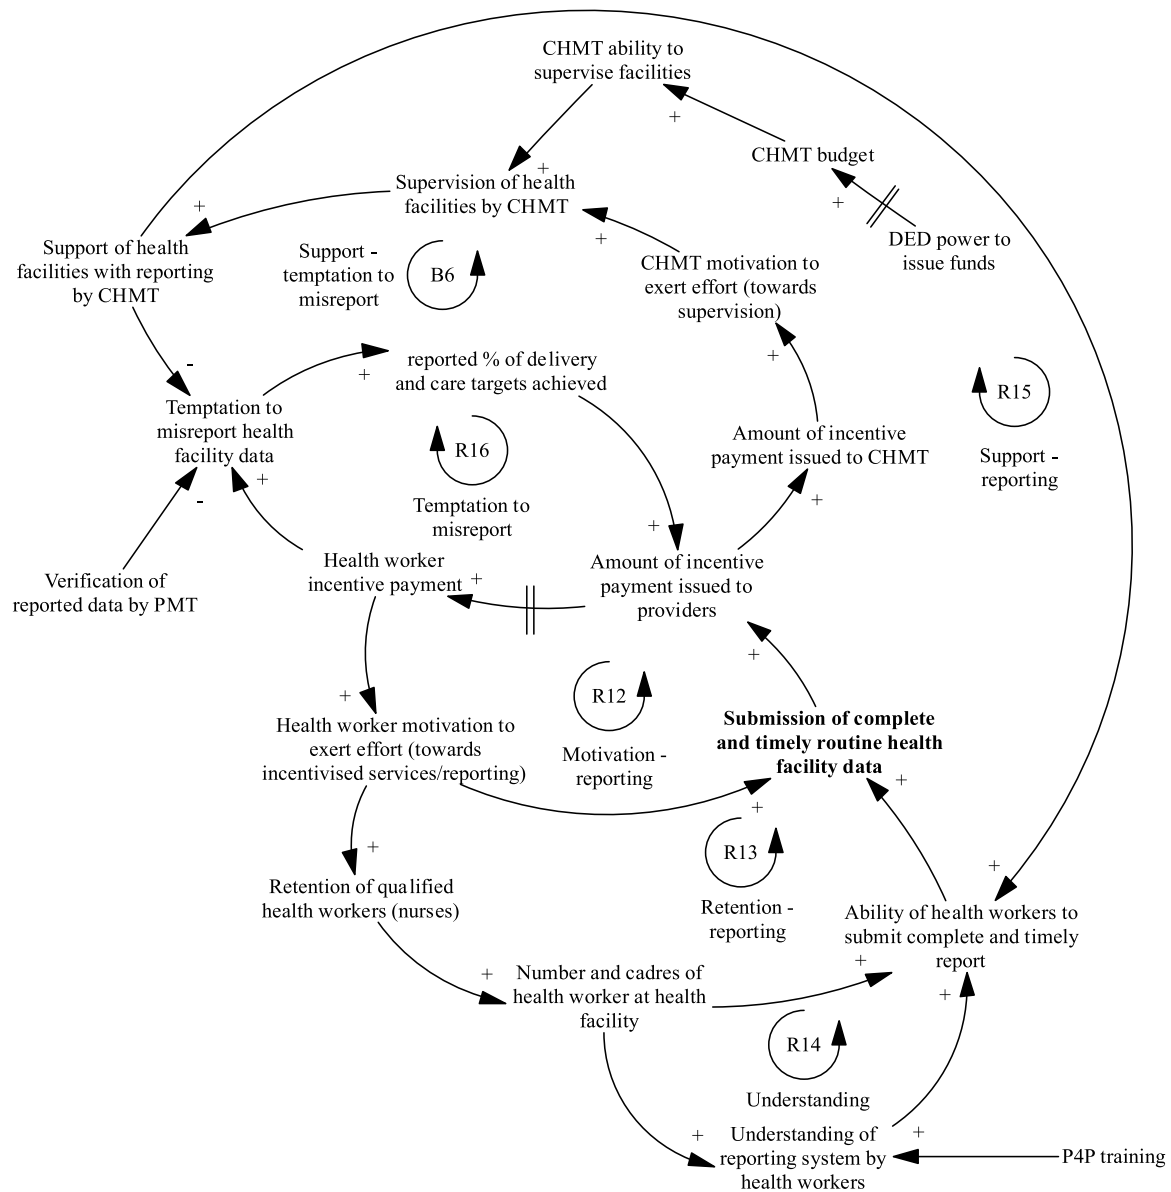 CHMT ability to
supervise facilities
+
CHMT budget
+
+
DED power to
issue funds
Supervision of health
facilities by CHMT
+
+
Support of health
facilities with reporting
by CHMT
Support -
temptation to
misreport
B6
CHMT motivation to
exert effort (towards
supervision)
+
-
+
reported % of delivery
and care targets achieved
R15
Support -
reporting
Temptation to
misreport health
facility data
R16
Temptation to
misreport
Amount of incentive
payment issued to CHMT
+
-
+
+
Verification of
reported data by PMT
Health worker
incentive payment
+
Amount of incentive
payment issued to
providers
+
R12
Motivation -
reporting
+
Health worker motivation to
exert effort (towards
incentivised services/reporting)
Submission of complete
and timely routine health
facility data
+
+
+
R13
Retention -
reporting
+
Retention of qualified
health workers (nurses)
Ability of health workers to
submit complete and timely
report
+
+
+
Number and cadres of
health worker at health
facility
R14
Understanding
+
+
Understanding of
reporting system by
health workers
P4P training